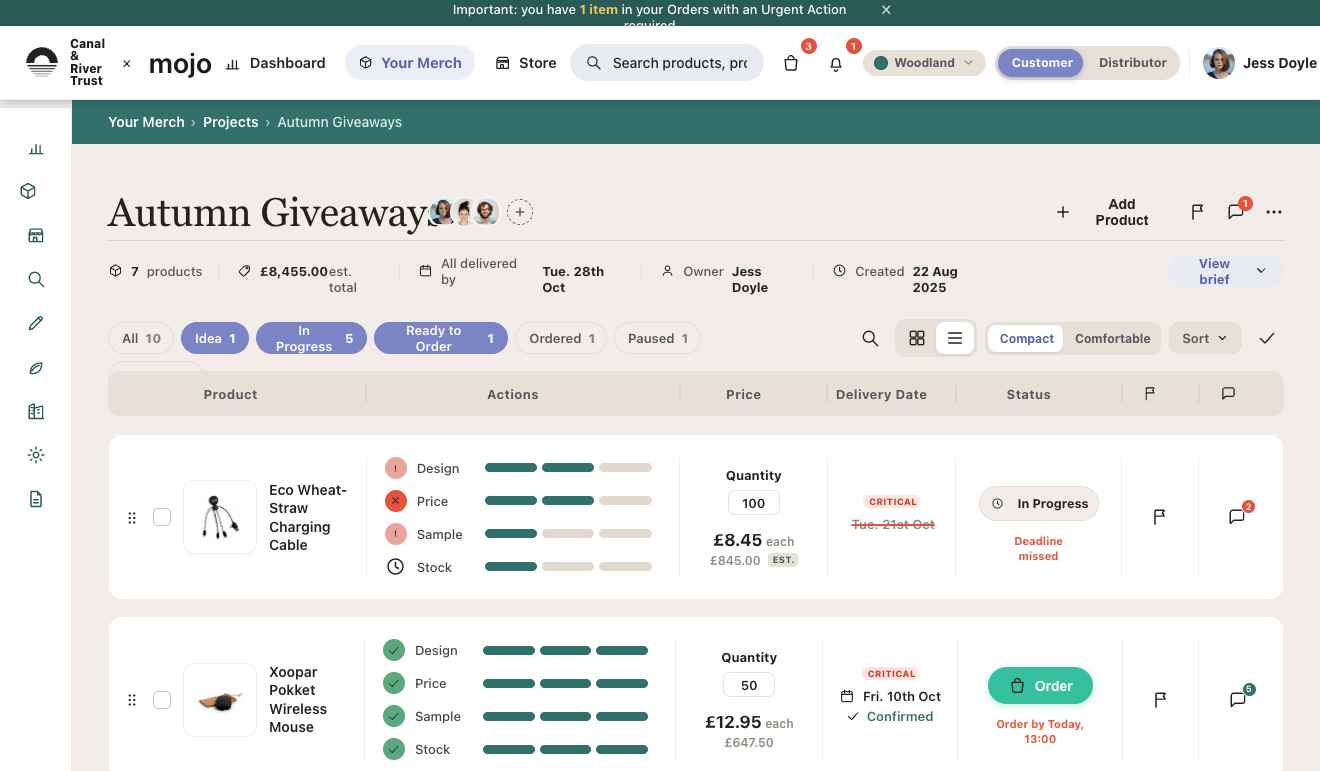 Important: you have 1 item in your Orders with an Urgent Action
required
Canal
&
River
Trust
×
mojo
Dashboard
Your Merch
Store
Search products, pro
3
1
Woodland
Customer
Distributor
Jess Doyle
Your Merch › Projects › Autumn Giveaways
Autumn Giveaways
Add
Product
1
7 products
£8,455.00 est.
total
All delivered
by
Tue. 28th
Oct
Owner
Jess
Doyle
Created
22 Aug
2025
View
brief
All 10
Idea 1
In
Progress 5
Ready to
Order 1
Ordered 1
Paused 1
Compact
Comfortable
Sort
Product
Actions
Price
Delivery Date
Status
Eco Wheat-
Straw
Charging
Cable
Design
Price
Sample
Stock
Quantity
100
£8.45 each
£845.00 EST.
CRITICAL
Tue. 21st Oct
In Progress
Deadline
missed
2
Xoopar
Pokket
Wireless
Mouse
Design
Price
Sample
Stock
Quantity
50
£12.95 each
£647.50
CRITICAL
Fri. 10th Oct
Confirmed
Order
Order by Today,
13:00
5